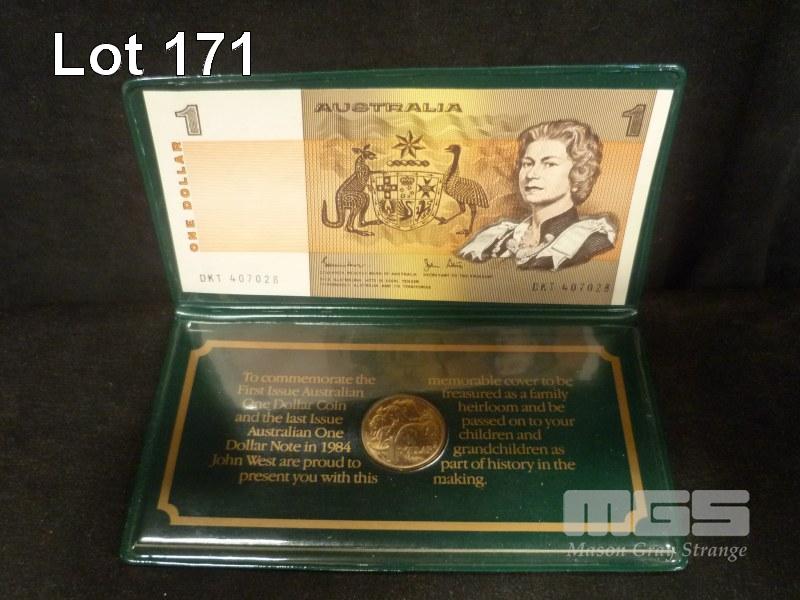 Lot 171
1
AUSTRALIA
1
ONE DOLLAR
DKT 407028
DKT 407028
To commemorate the
First Issue Australian
One Dollar Coin
and the last Issue
Australian One
Dollar Note in 1984
John West are proud to
present you with this
memorable cover to be
treasured as a family
heirloom and be
passed on to your
children and
grandchildren as
part of history in the
making.
MGS
Mason Gray Strange